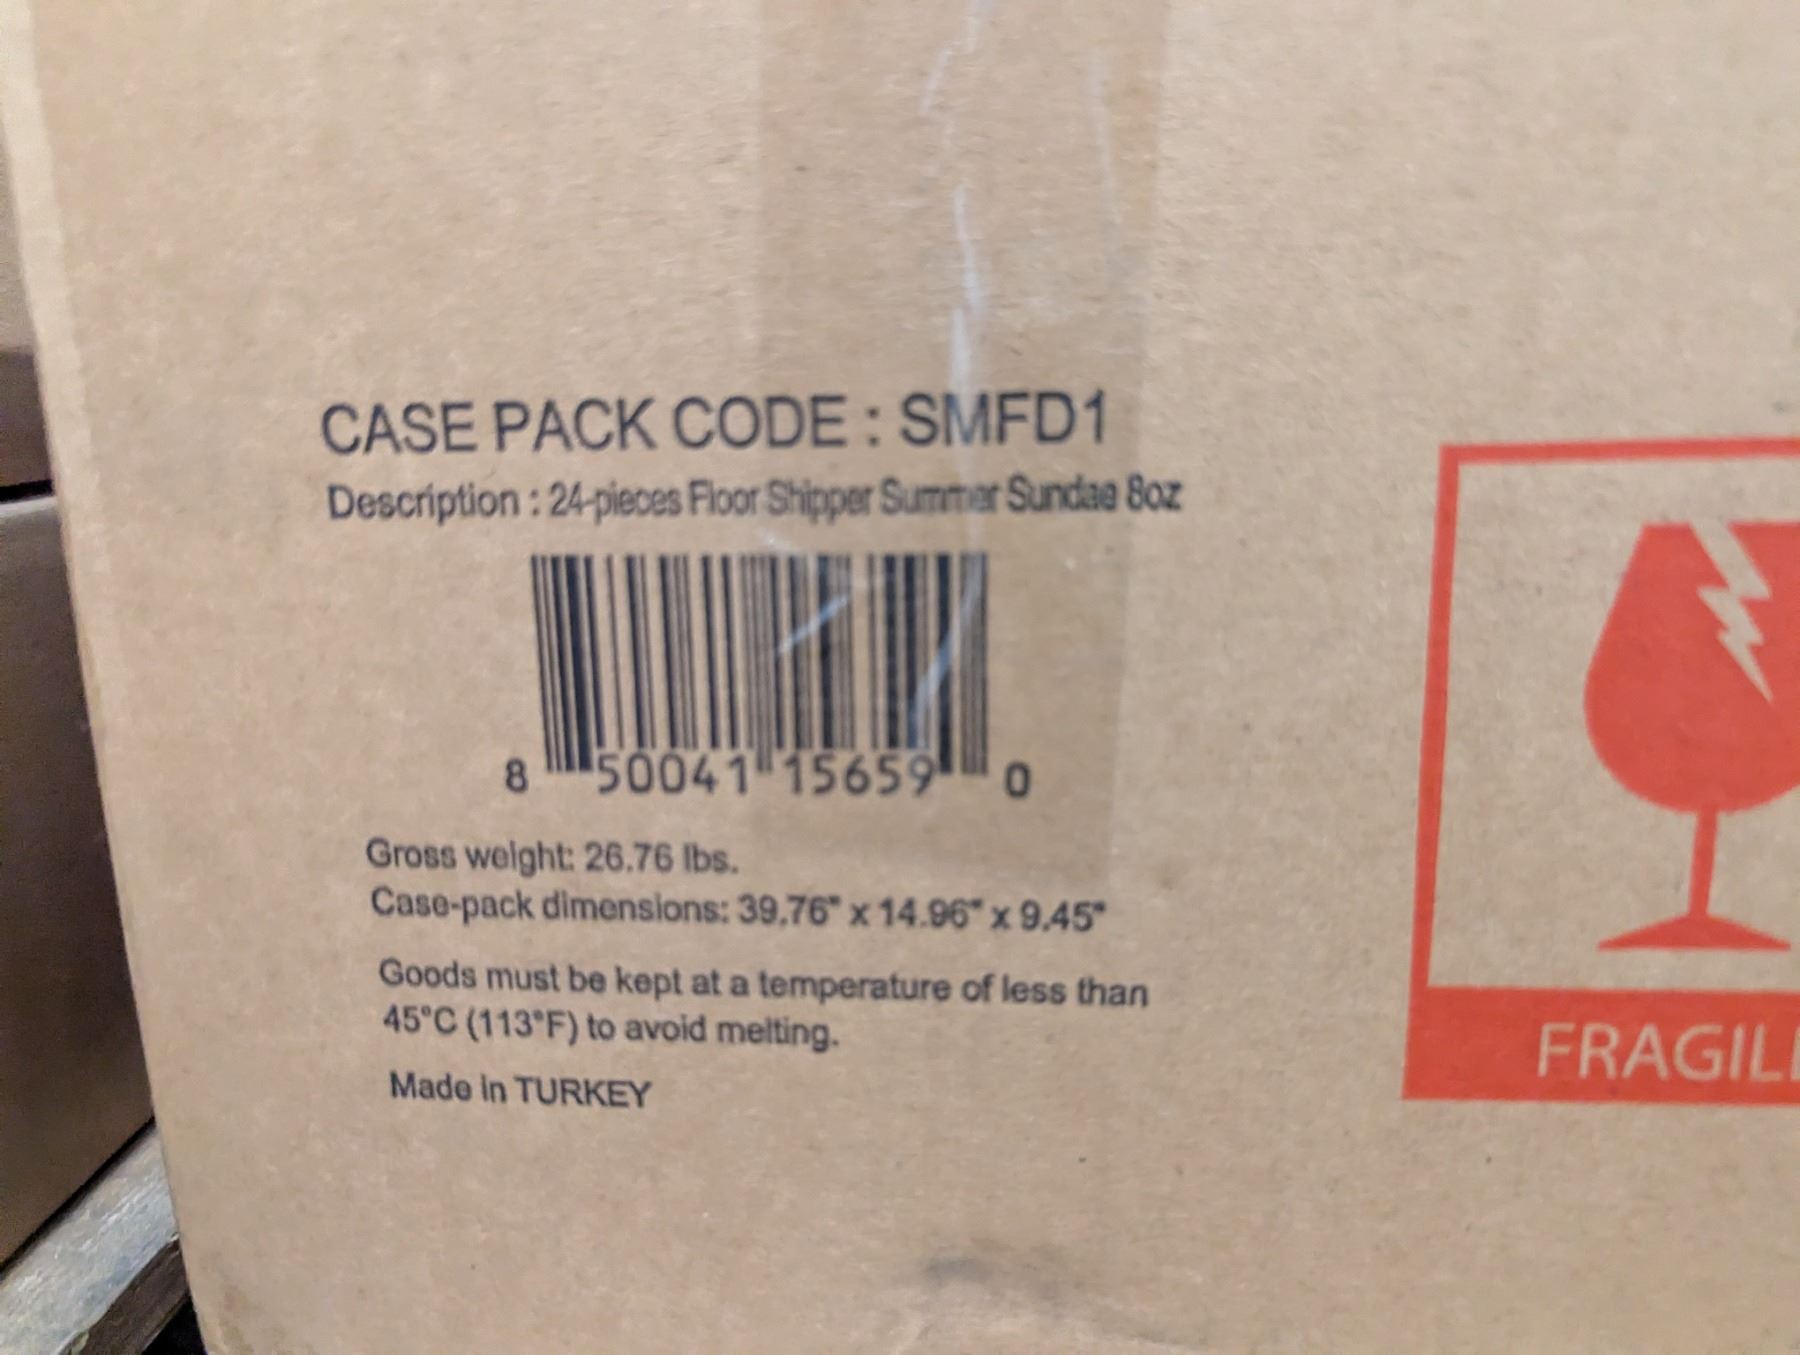 CASE PACK CODE : SMFD1
Description : 24-pieces Floor Shipper Summer Sundae 8oz
8 50041 15659 0
Gross weight: 26.76 lbs.
Case-pack dimensions: 39.76" x 14.96" x 9.45"
Goods must be kept at a temperature of less than
45°C (113°F) to avoid melting.
Made in TURKEY
FRAGIL